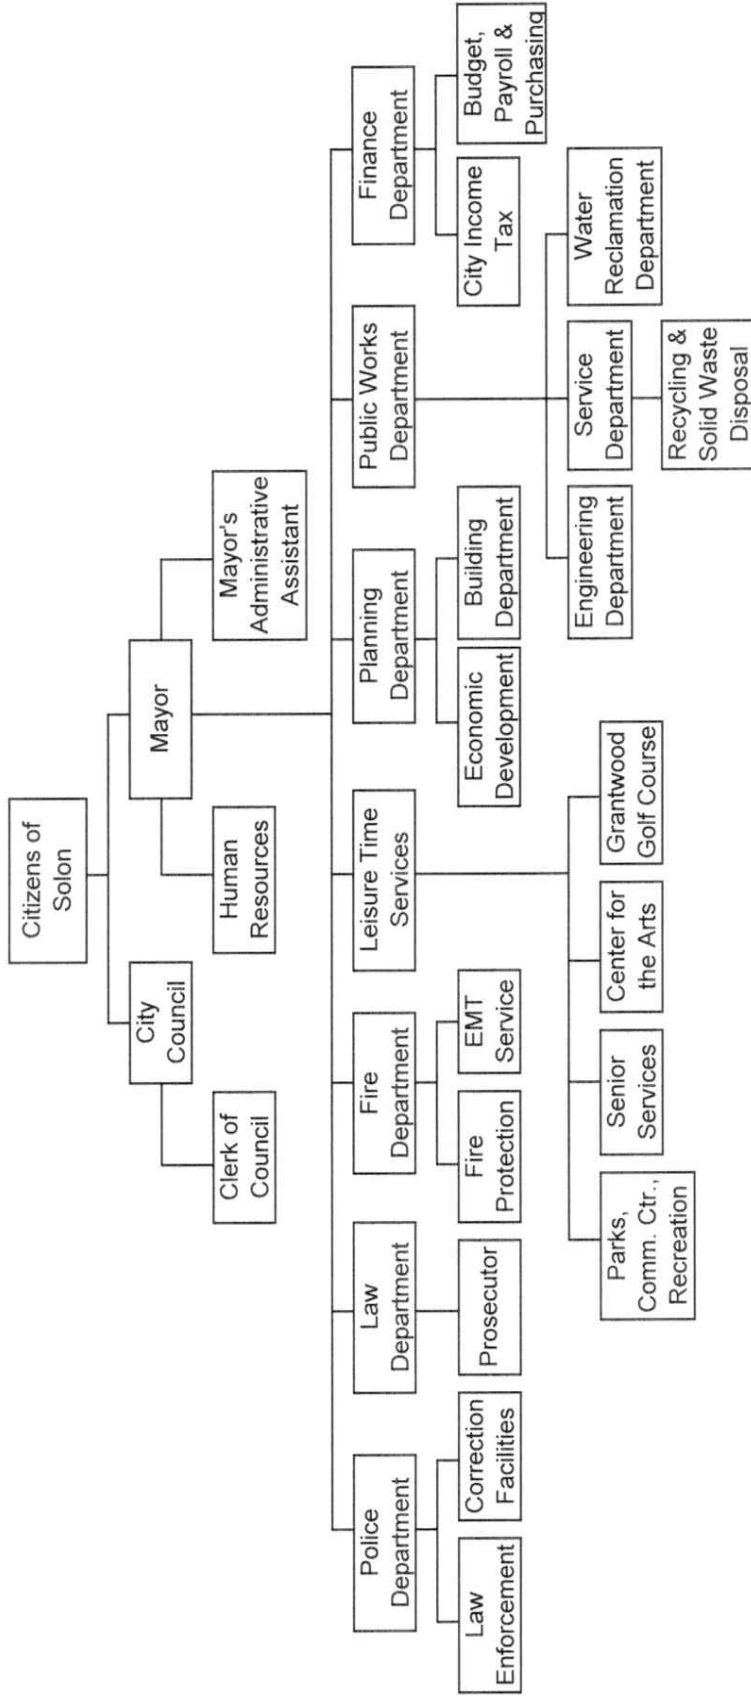 Citizens of
Solon
City
Council
Mayor
Clerk of
Council
Human
Resources
Mayor's
Administrative
Assistant
Police
Department
Law
Department
Fire
Department
Leisure Time
Services
Planning
Department
Public Works
Department
Finance
Department
Law
Enforcement
Correction
Facilities
Prosecutor
Fire
Protection
EMT
Service
Economic
Development
Building
Department
City Income
Tax
Budget,
Payroll &
Purchasing
Parks,
Comm. Ctr.,
Recreation
Senior
Services
Center for
the Arts
Grantwood
Golf Course
Engineering
Department
Service
Department
Water
Reclamation
Department
Recycling &
Solid Waste
Disposal